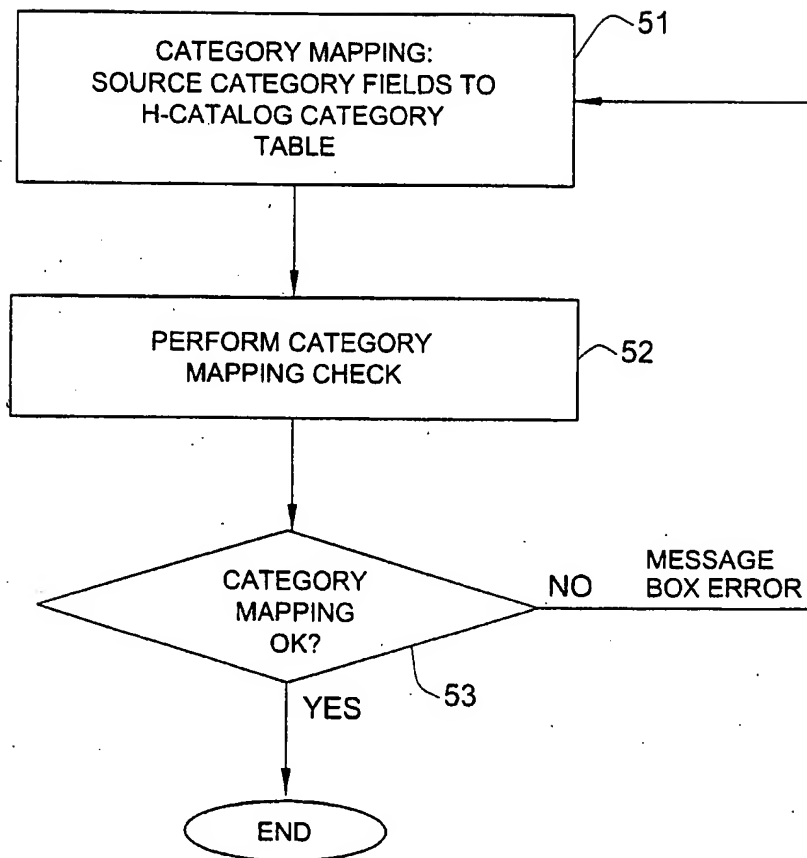 51
CATEGORY MAPPING:
SOURCE CATEGORY FIELDS TO
H-CATALOG CATEGORY
TABLE
PERFORM CATEGORY
MAPPING CHECK
52
CATEGORY
MAPPING
OK?
NO
MESSAGE
BOX ERROR
53
YES
END